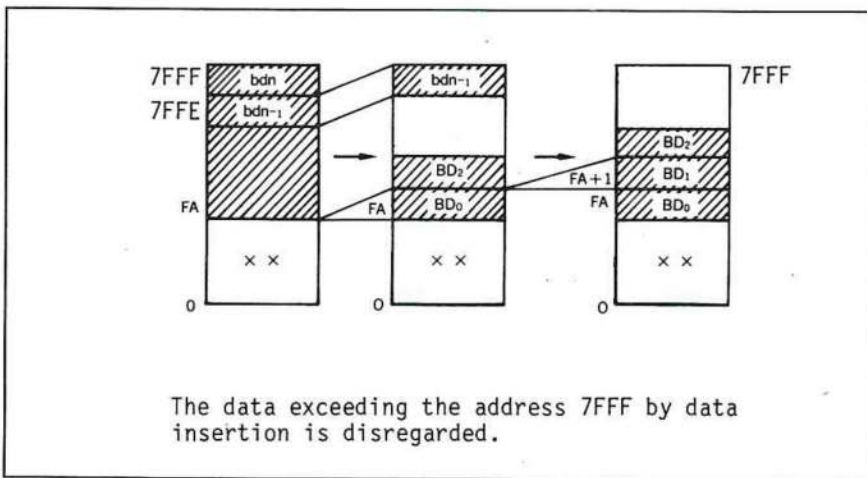 7FFF
bdn
bdn-1
7FFF
7FFE
bdn-1
BD2
BD2
FA+1
BD1
FA
FA
BD0
FA
BD0
× ×
× ×
× ×
0
0
0
The data exceeding the address 7FFF by data
insertion is disregarded.